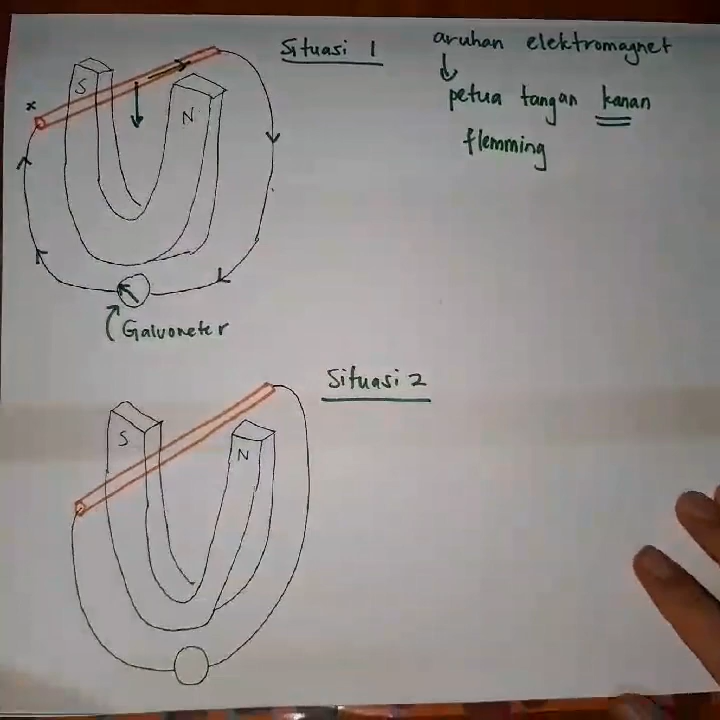 Situasi 1
aruhan elektromagnet
petua tangan kanan
flemming
S
N
x
Galvoneter
Situasi 2
S
N